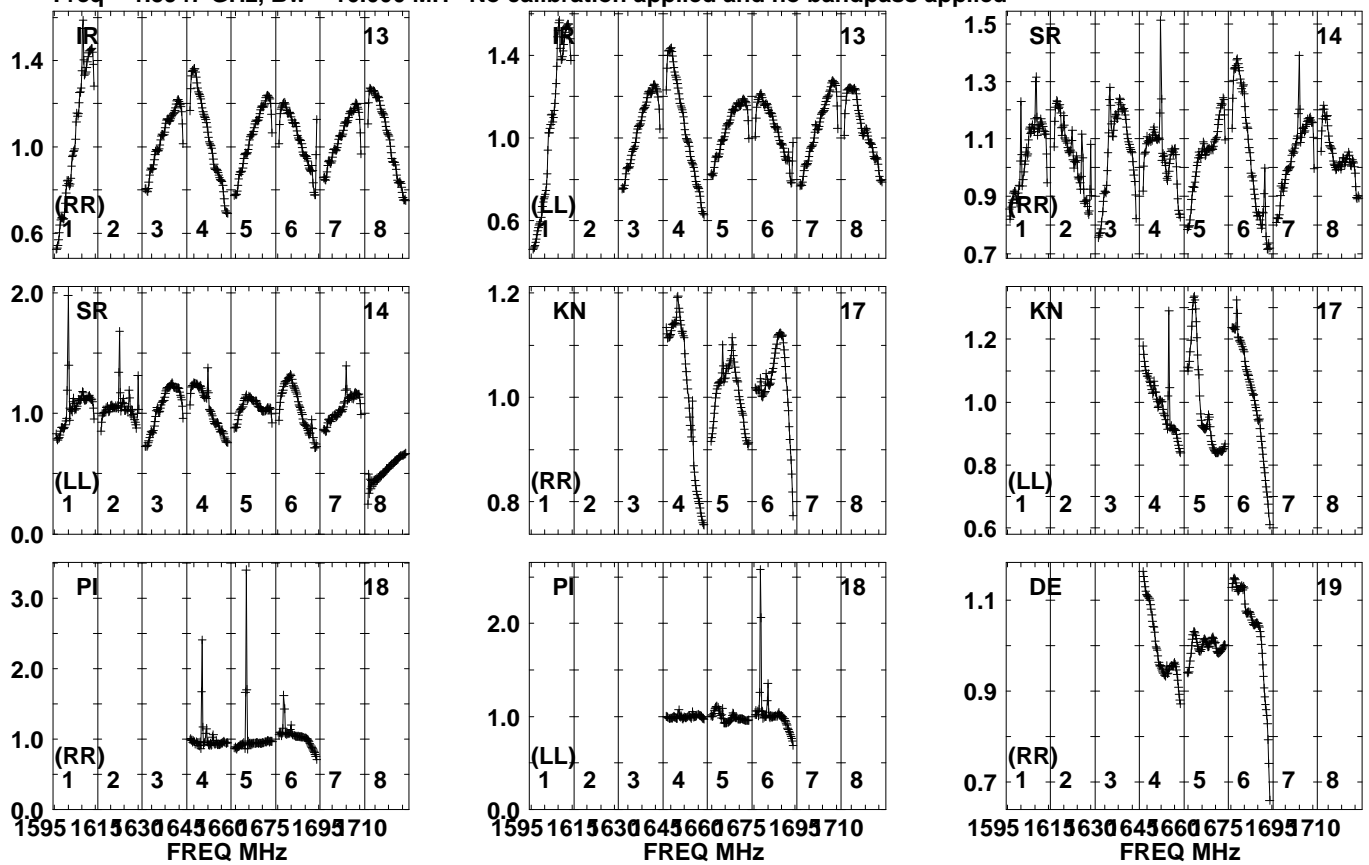 Freq = 1.5947 GHz, Bw = 16.000 MH No calibration applied and no bandpass applied
IR 13
1.4
1.0
0.6
(RR)
1 2 3 4 5 6 7 8
IR 13
1.4
1.0
0.6
(LL)
1 2 3 4 5 6 7 8
SR 14
1.5
1.3
1.1
0.9
0.7
(RR)
1 2 3 4 5 6 7 8
SR 14
2.0
1.0
0.0
(LL)
1 2 3 4 5 6 7 8
KN 17
1.2
1.0
0.8
(RR)
1 2 3 4 5 6 7 8
KN 17
1.2
1.0
0.8
0.6
(LL)
1 2 3 4 5 6 7 8
PI 18
3.0
2.0
1.0
0.0
(RR)
1 2 3 4 5 6 7 8
1595 1615 1630 1645 1660 1675 1695 1710
FREQ MHz
PI 18
2.0
1.0
0.0
(LL)
1 2 3 4 5 6 7 8
1595 1615 1630 1645 1660 1675 1695 1710
FREQ MHz
DE 19
1.1
0.9
0.7
(RR)
1 2 3 4 5 6 7 8
1595 1615 1630 1645 1660 1675 1695 1710
FREQ MHz